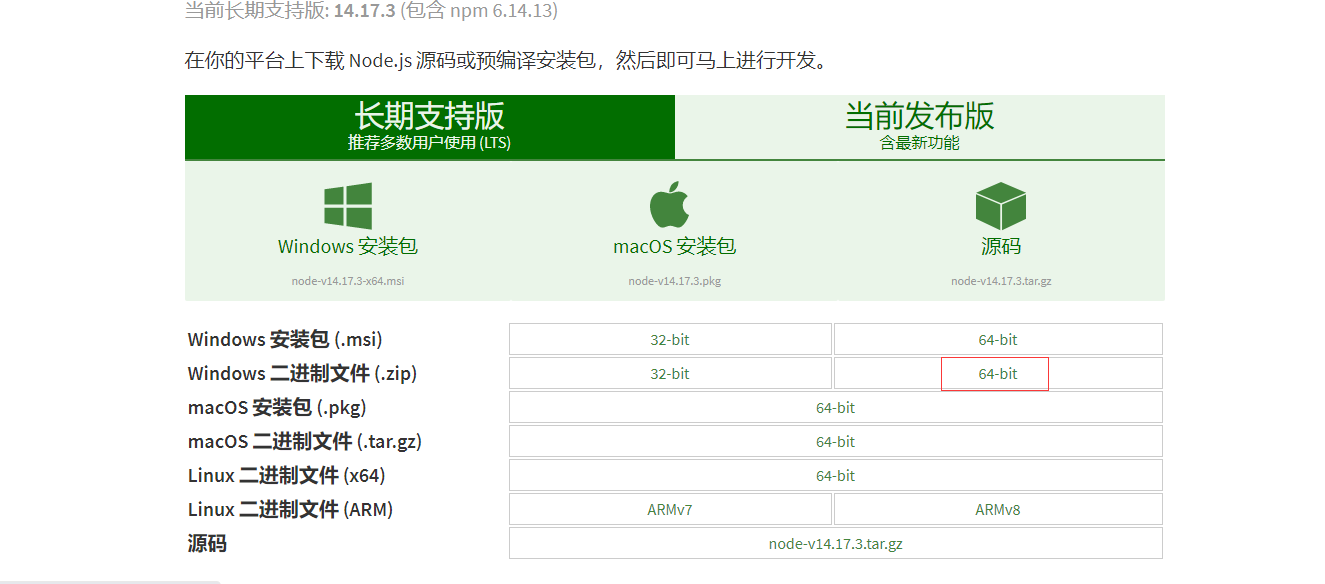 当前长期支持版: 14.17.3 (包含 npm 6.14.13)
在你的平台上下载 Node.js 源码或预编译安装包，然后即可马上进行开发。
长期支持版
推荐多数用户使用 (LTS)
当前发布版
含最新功能
Windows 安装包
node-v14.17.3-x64.msi
macOS 安装包
node-v14.17.3.pkg
源码
node-v14.17.3.tar.gz
Windows 安装包 (.msi) 32-bit 64-bit
Windows 二进制文件 (.zip) 32-bit 64-bit
macOS 安装包 (.pkg) 64-bit
macOS 二进制文件 (.tar.gz) 64-bit
Linux 二进制文件 (x64) 64-bit
Linux 二进制文件 (ARM) ARMv7 ARMv8
源码 node-v14.17.3.tar.gz